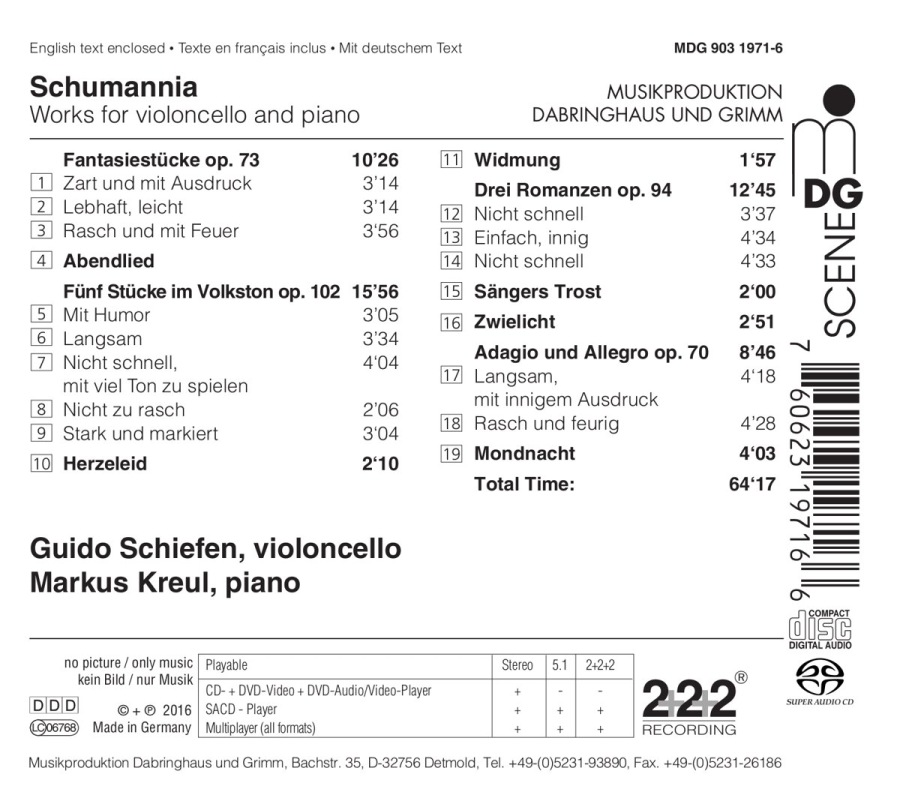 English text enclosed • Texte en français inclus • Mit deutschem Text
MDG 903 1971-6
Schumannia
Works for violoncello and piano
MUSIKPRODUKTION
DABRINGHAUS UND GRIMM
Fantasiestücke op. 73 10’26
1 Zart und mit Ausdruck 3’14
2 Lebhaft, leicht 3’14
3 Rasch und mit Feuer 3‘56
4 Abendlied
Fünf Stücke im Volkston op. 102 15’56
5 Mit Humor 3’05
6 Langsam 3’34
7 Nicht schnell, 4‘04
mit viel Ton zu spielen
8 Nicht zu rasch 2’06
9 Stark und markiert 3’04
10 Herzeleid 2‘10
11 Widmung 1‘57
Drei Romanzen op. 94 12’45
12 Nicht schnell 3’37
13 Einfach, innig 4’34
14 Nicht schnell 4’33
15 Sängers Trost 2‘00
16 Zwielicht 2‘51
Adagio und Allegro op. 70 8’46
17 Langsam, 4‘18
mit innigem Ausdruck
18 Rasch und feurig 4’28
19 Mondnacht 4‘03
Total Time: 64‘17
Guido Schiefen, violoncello
Markus Kreul, piano
m
DG
SCENE
7 60623 19716 6
COMPACT
disc
DIGITAL AUDIO
SUPER AUDIO CD
no picture / only music
kein Bild / nur Musik
DDD
© + ℗ 2016
LC 06768
Made in Germany
Playable Stereo 5.1 2+2+2
CD- + DVD-Video + DVD-Audio/Video-Player + - -
SACD - Player + + +
Multiplayer (all formats) + + +
2+2+2®
RECORDING
Musikproduktion Dabringhaus und Grimm, Bachstr. 35, D-32756 Detmold, Tel. +49-(0)5231-93890, Fax. +49-(0)5231-26186